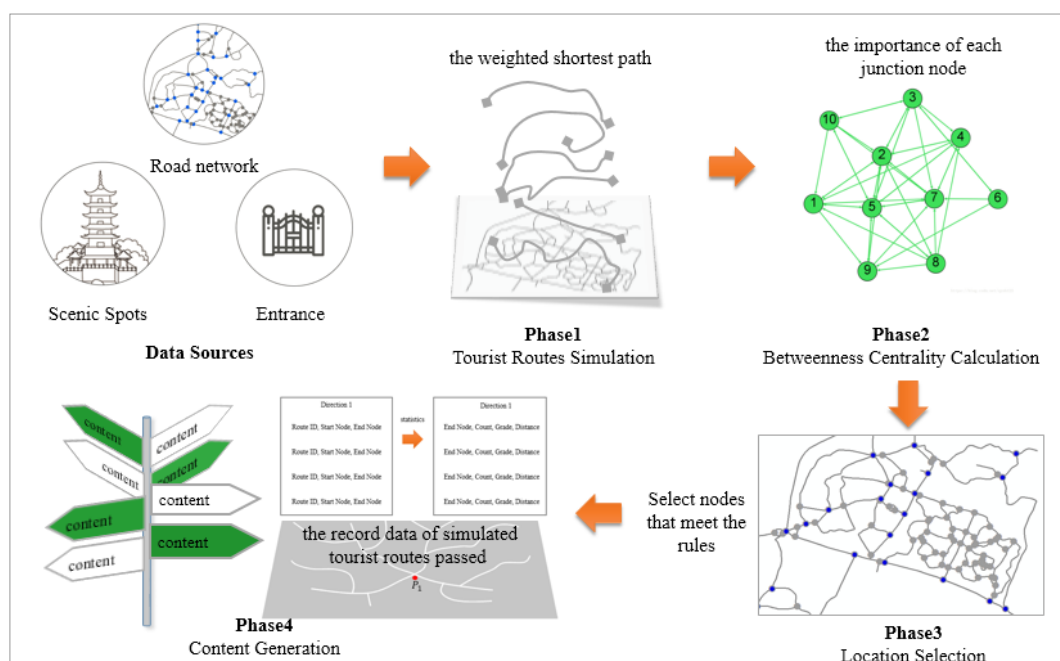 Road network
Scenic Spots
Entrance
Data Sources
the weighted shortest path
Phase1
Tourist Routes Simulation
the importance of each
junction node
3
10
4
2
7
1
5
6
9
8
Phase2
Betweenness Centrality Calculation
Select nodes
that meet the
rules
Phase3
Location Selection
Direction 1
Route ID, Start Node, End Node
Route ID, Start Node, End Node
Route ID, Start Node, End Node
Route ID, Start Node, End Node
statistics
Direction 1
End Node, Count, Grade, Distance
End Node, Count, Grade, Distance
End Node, Count, Grade, Distance
End Node, Count, Grade, Distance
the record data of simulated
tourist routes passed
P1
content
content
content
content
content
content
content
content
Phase4
Content Generation